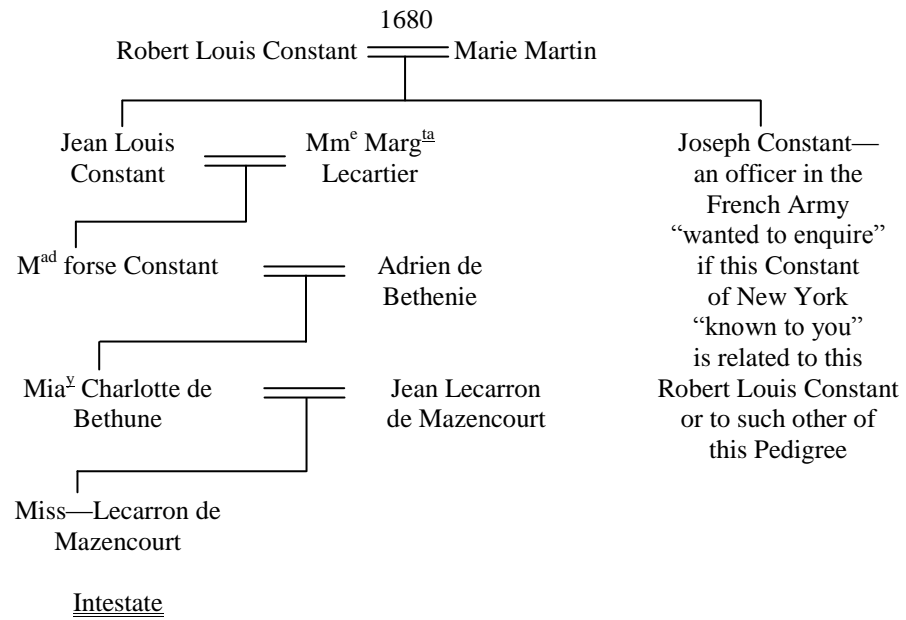 1680
Robert Louis Constant Marie Martin
Jean Louis
Constant
Mmᵉ Margᵗᵃ
Lecartier
Joseph Constant—
an officer in the
French Army
“wanted to enquire”
if this Constant
of New York
“known to you”
is related to this
Robert Louis Constant
or to such other of
this Pedigree
Mᵃᵈ forse Constant
Adrien de
Bethenie
Miaʸ Charlotte de
Bethune
Jean Lecarron
de Mazencourt
Miss—Lecarron de
Mazencourt
Intestate